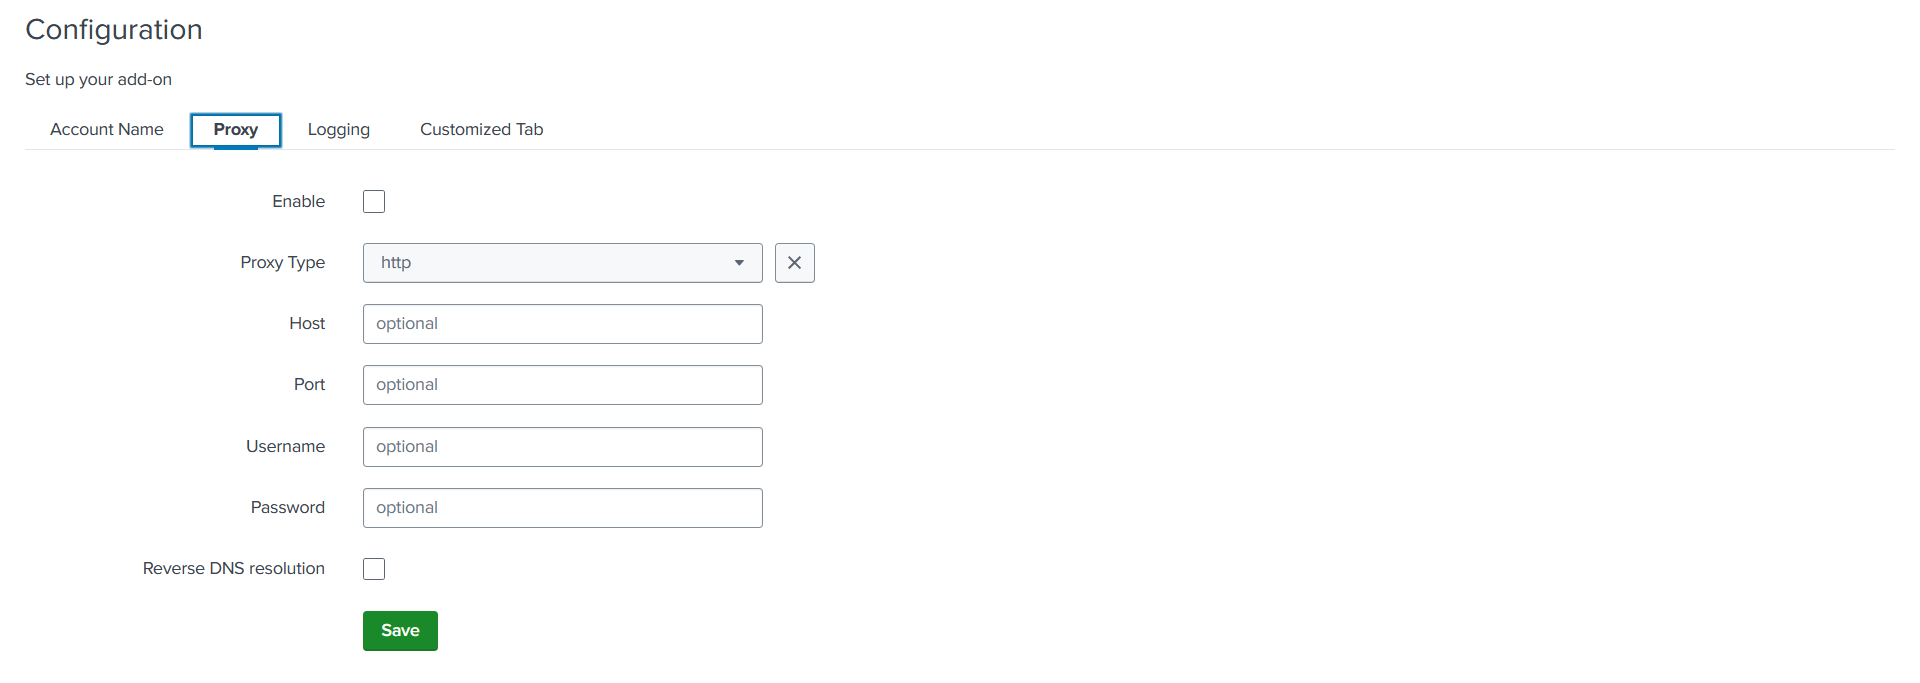 Configuration
Set up your add-on
Account Name Proxy Logging Customized Tab
Enable
Proxy Type http
Host optional
Port optional
Username optional
Password optional
Reverse DNS resolution
Save